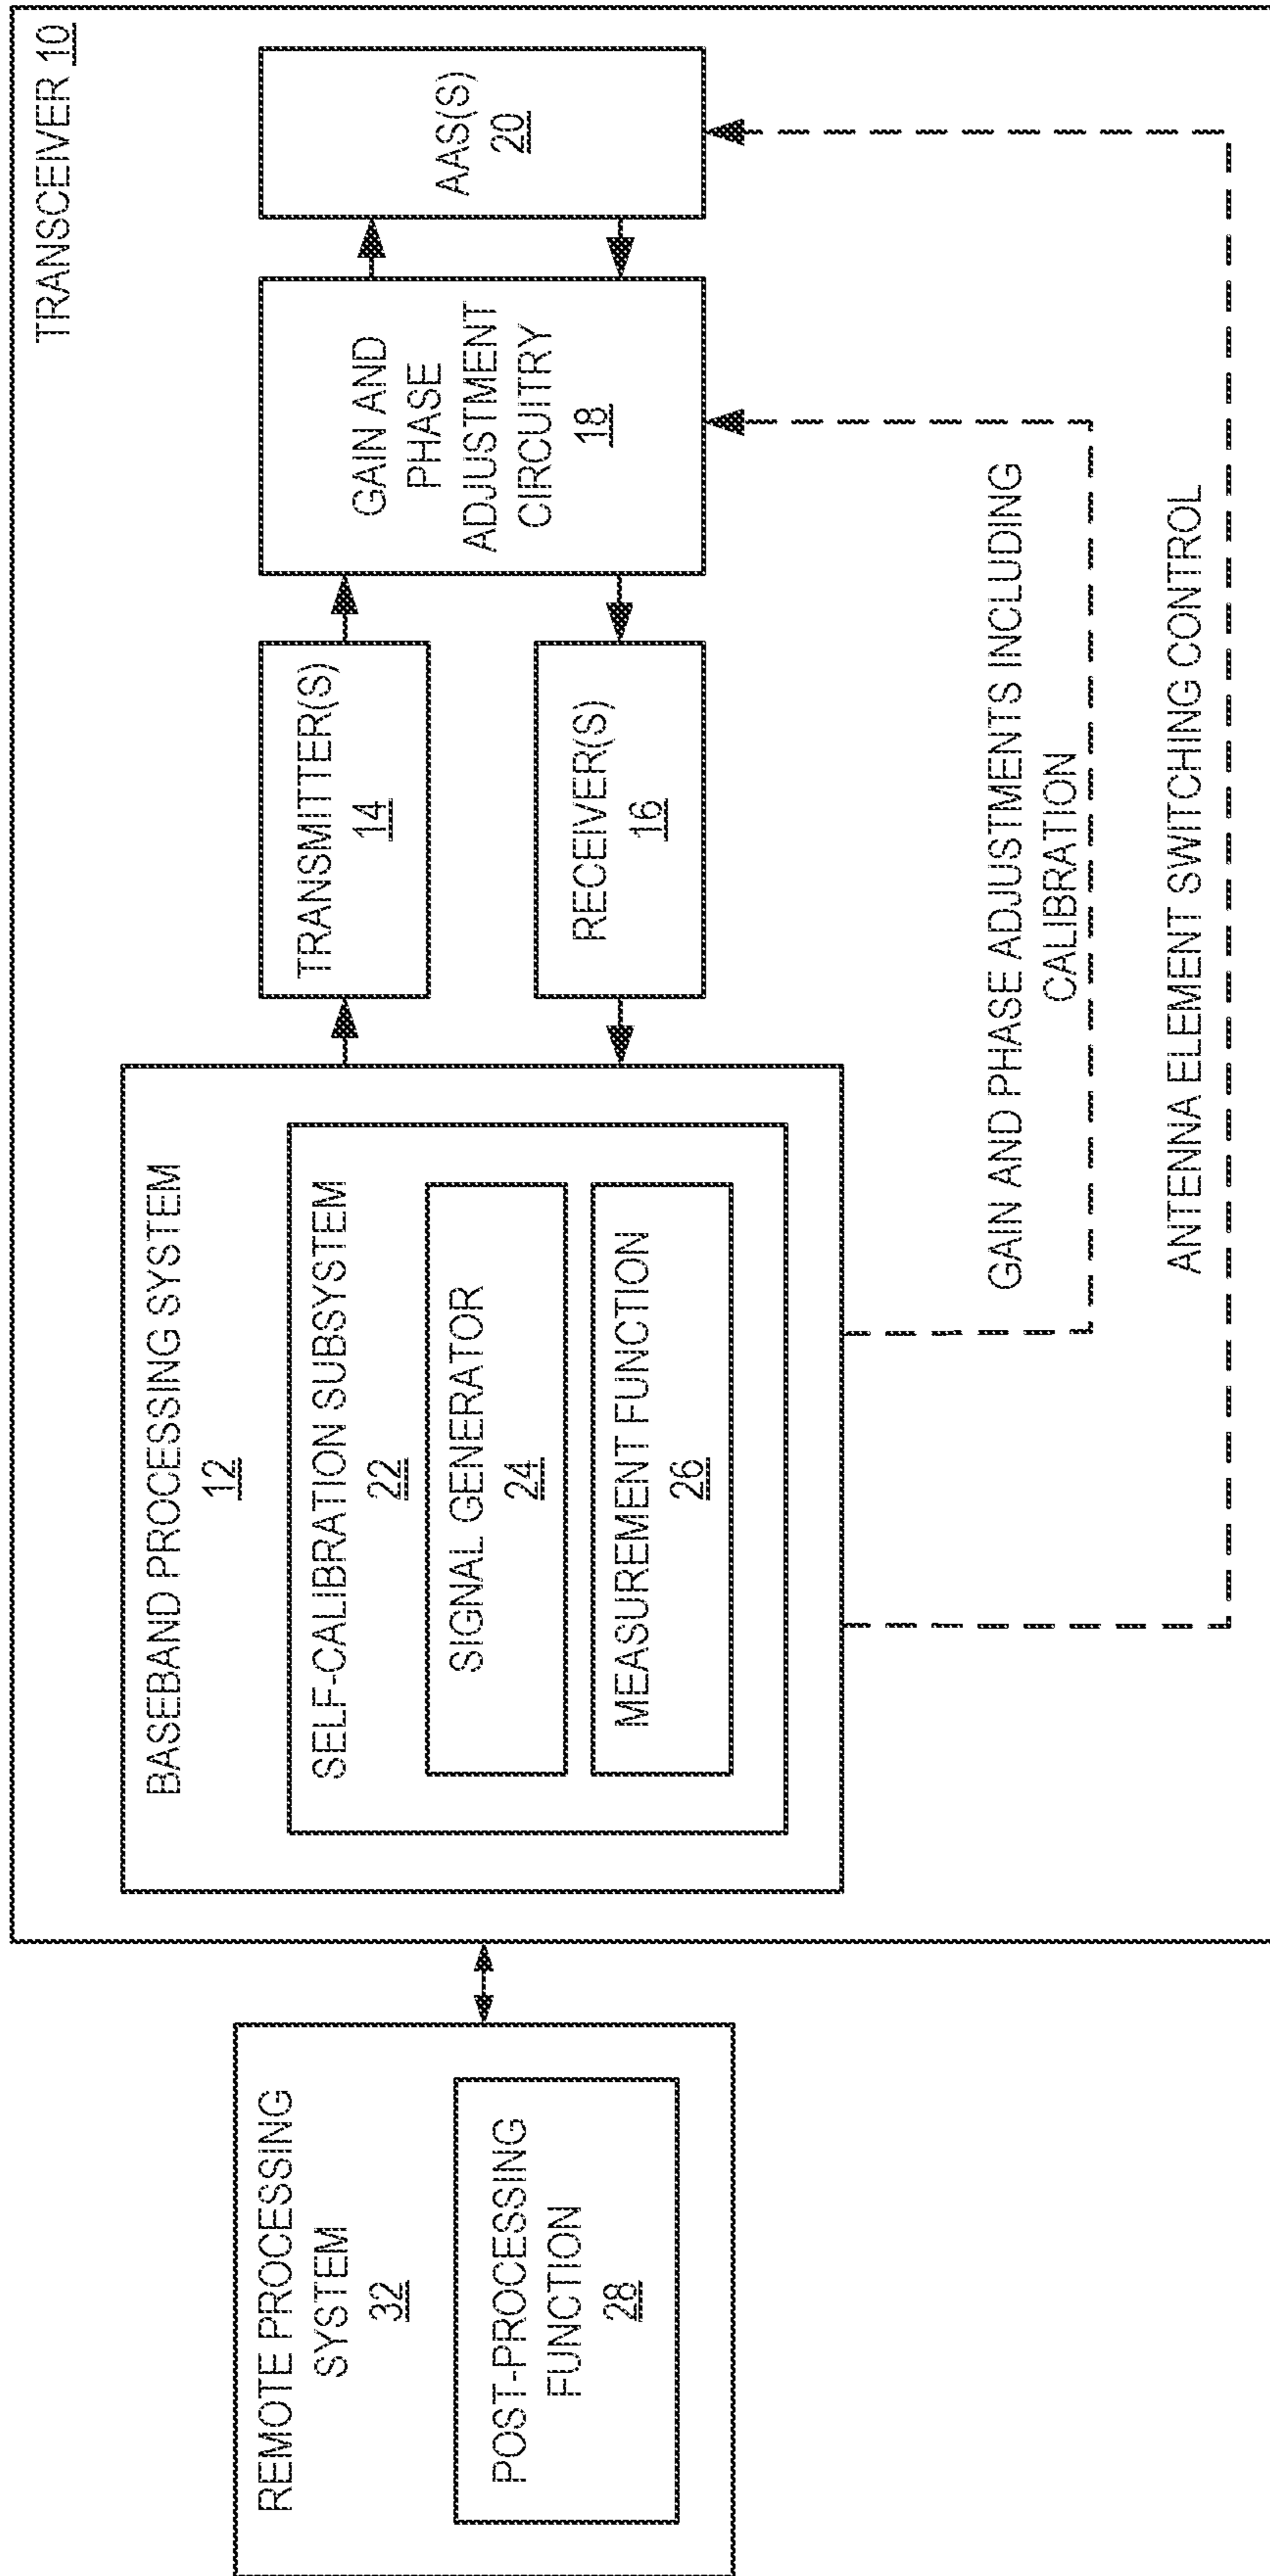 TRANSCEIVER 10
REMOTE PROCESSING
SYSTEM
32
POST-PROCESSING
FUNCTION
28
BASEBAND PROCESSING SYSTEM
12
SELF-CALIBRATION SUBSYSTEM
22
SIGNAL GENERATOR
24
MEASUREMENT FUNCTION
26
TRANSMITTER(S)
14
RECEIVER(S)
16
GAIN AND
PHASE
ADJUSTMENT
CIRCUITRY
18
AAS(S)
20
GAIN AND PHASE ADJUSTMENTS INCLUDING
CALIBRATION
ANTENNA ELEMENT SWITCHING CONTROL